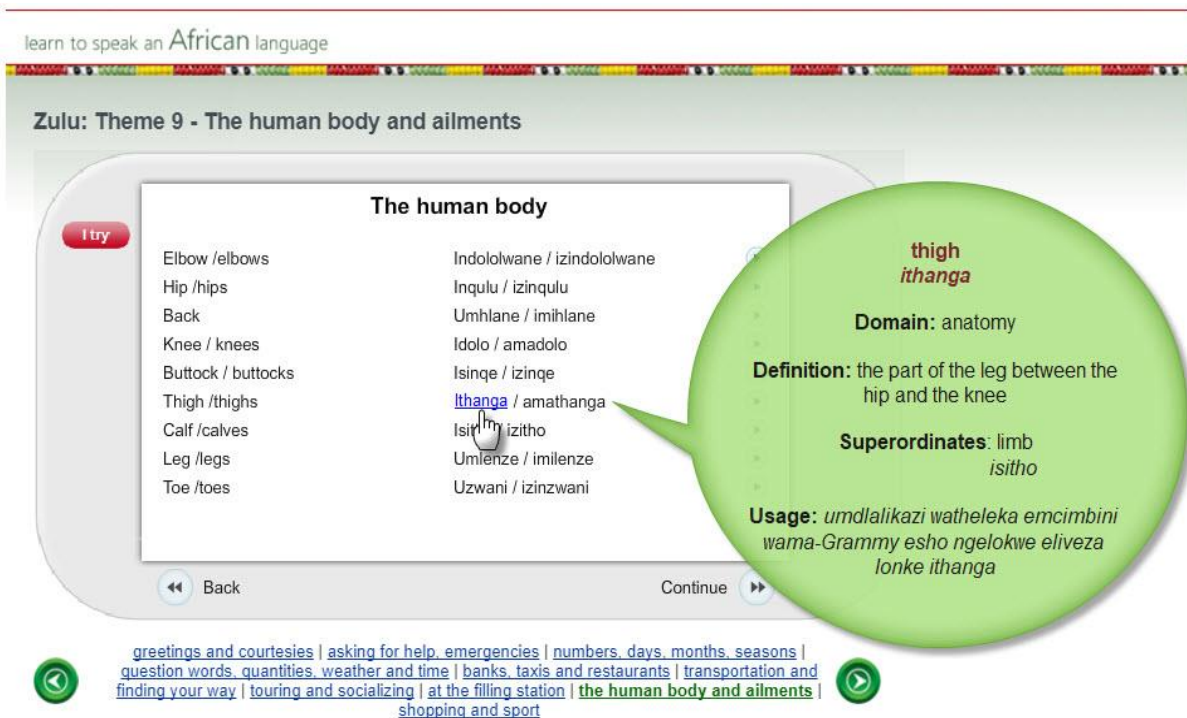 learn to speak an African language
Zulu: Theme 9 - The human body and ailments
The human body
I try
Elbow /elbows Indololwane / izindololwane
Hip /hips Inqulu / izinqulu
Back Umhlane / imihlane
Knee / knees Idolo / amadolo
Buttock / buttocks Isinqe / izinqe
Thigh /thighs Ithanga / amathanga
Calf /calves izitho
Leg /legs Umlenze / imilenze
Toe /toes Uzwani / izinzwani
Back Continue
thigh
ithanga
Domain: anatomy
Definition: the part of the leg between the
hip and the knee
Superordinates: limb
isitho
Usage: umdlalikazi watheleka emcimbini
wama-Grammy esho ngelokwe eliveza
lonke ithanga
greetings and courtesies | asking for help, emergencies | numbers, days, months, seasons |
question words, quantities, weather and time | banks, taxis and restaurants | transportation and
finding your way | touring and socializing | at the filling station | the human body and ailments |
shopping and sport